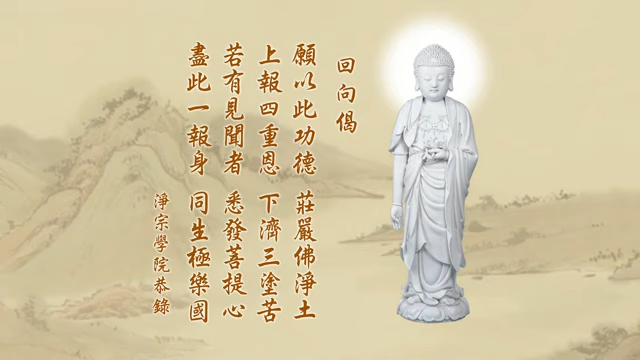 回向偈
願以此功德 莊嚴佛淨土
上報四重恩 下濟三塗苦
若有見聞者 悉發菩提心
盡此一報身 同生極樂國
淨宗學院恭錄